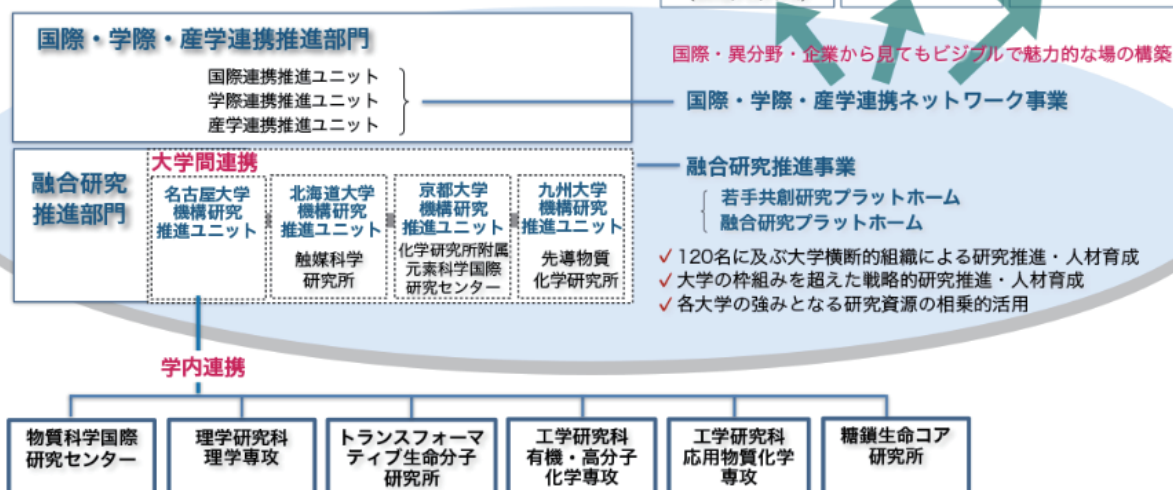 国際・学際・産学連携推進部門
国際連携推進ユニット
学際連携推進ユニット
産学連携推進ユニット
国際・異分野・企業から見てもビジブルで魅力的な場の構築
国際・学際・産学連携ネットワーク事業
融合研究
推進部門
大学間連携
名古屋大学
機構研究
推進ユニット
北海道大学
機構研究
推進ユニット
触媒科学
研究所
京都大学
機構研究
推進ユニット
化学研究所附属
元素科学国際
研究センター
九州大学
機構研究
推進ユニット
先導物質
化学研究所
融合研究推進事業
若手共創研究プラットホーム
融合研究プラットホーム
✓120名に及ぶ大学横断的組織による研究推進・人材育成
✓大学の枠組みを超えた戦略的研究推進・人材育成
✓各大学の強みとなる研究資源の相乗的活用
学内連携
物質科学国際
研究センター
理学研究科
理学専攻
トランスフォーマ
ティブ生命分子
研究所
工学研究科
有機・高分子
化学専攻
工学研究科
応用物質化学
専攻
糖鎖生命コア
研究所